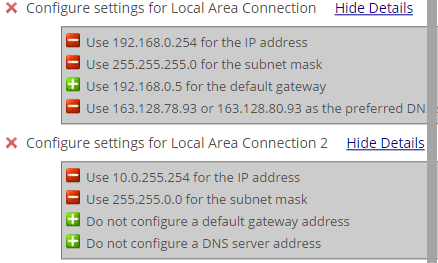 Configure settings for Local Area Connection Hide Details
Use 192.168.0.254 for the IP address
Use 255.255.255.0 for the subnet mask
Use 192.168.0.5 for the default gateway
Use 163.128.78.93 or 163.128.80.93 as the preferred
Configure settings for Local Area Connection 2 Hide Details
Use 10.0.255.254 for the IP address
Use 255.255.0.0 for the subnet mask
Do not configure a default gateway address
Do not configure a DNS server address